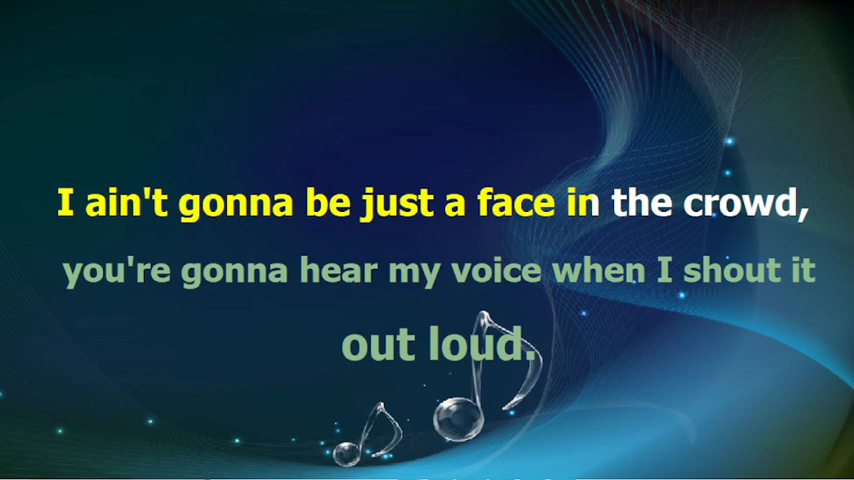 I ain't gonna be just a face in the crowd,
you're gonna hear my voice when I shout it
out loud.